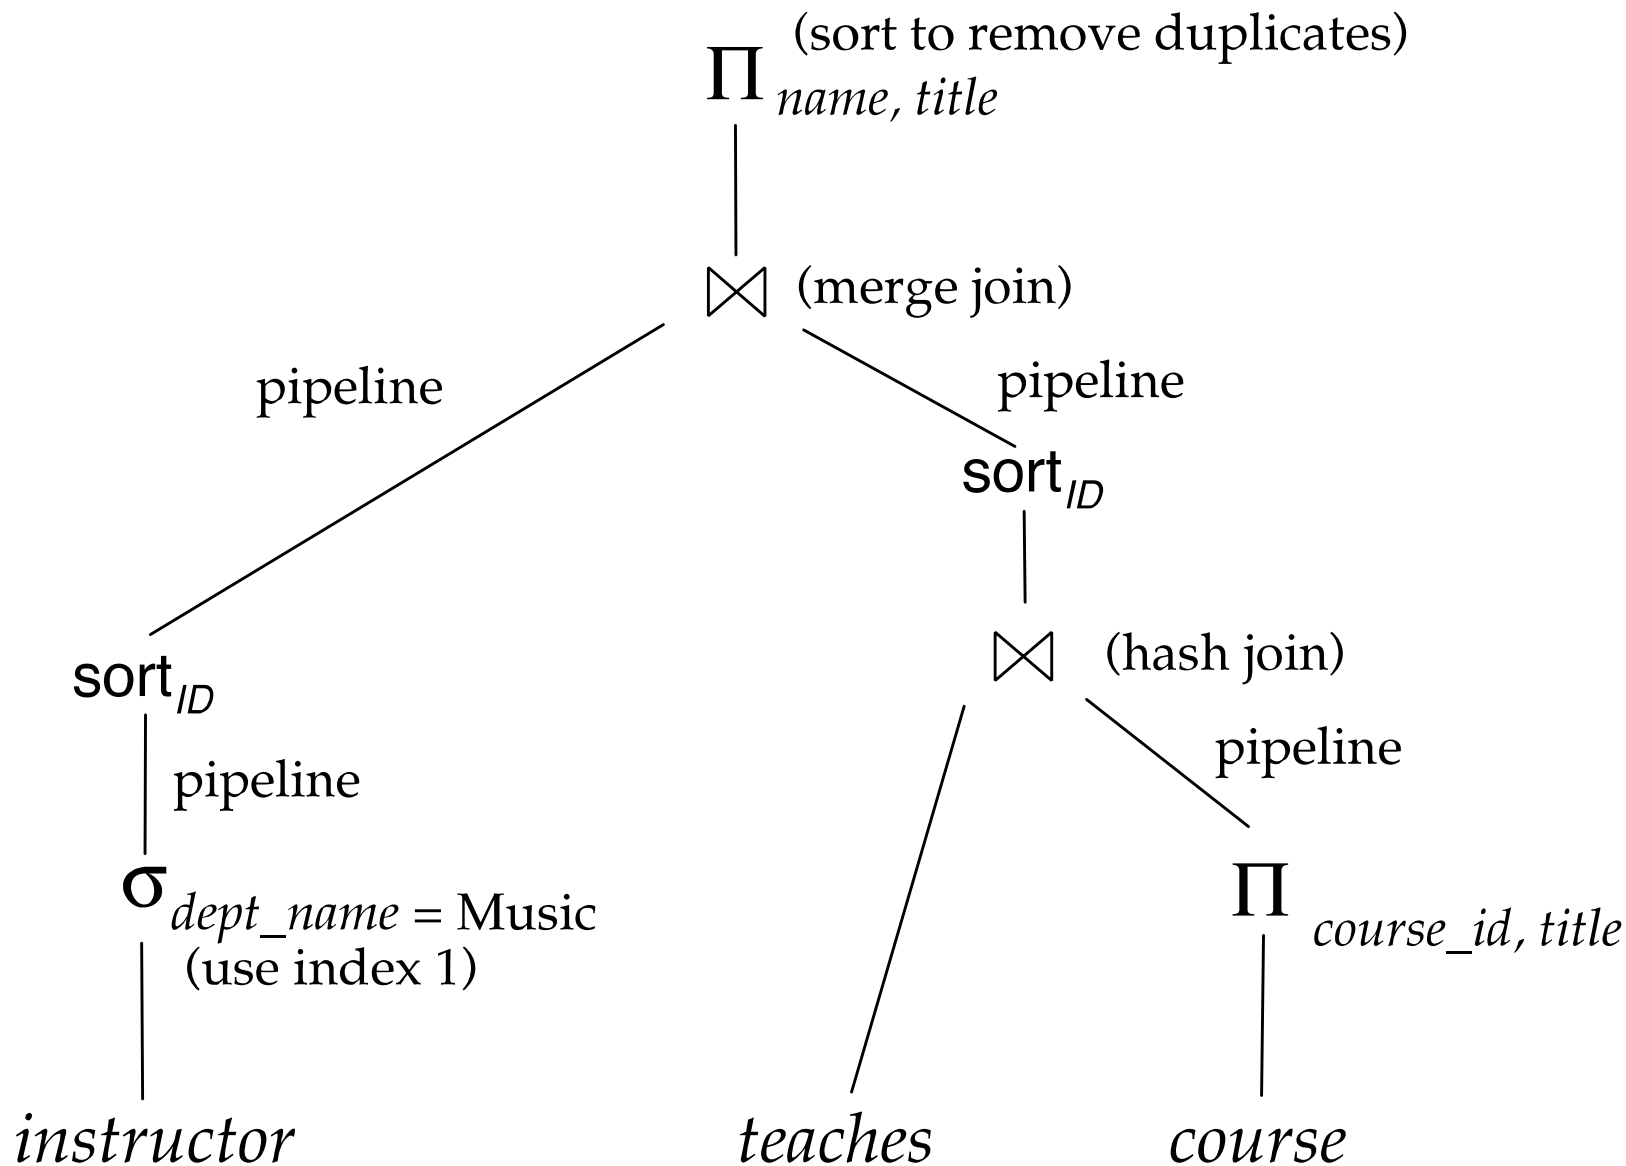 (sort to remove duplicates)
Π name, title
⋈ (merge join)
pipeline
pipeline
sort ID
⋈ (hash join)
sort ID
pipeline
pipeline
σ dept_name = Music
(use index 1)
Π course_id, title
instructor
teaches
course